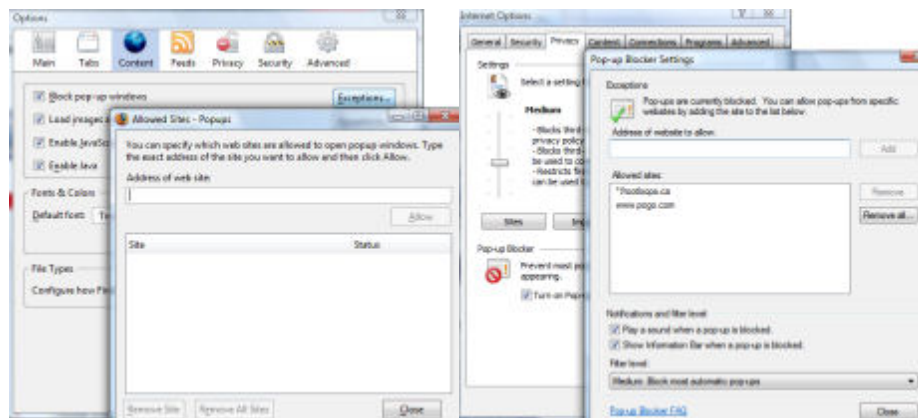 Options
Main Tabs Content Feeds Privacy Security Advanced
Block pop-up windows
Exceptions...
Load images
Enable JavaSc
Enable Java
Fonts & Colors
Default font:
File Types
Configure how Fire
Allowed Sites - Popups
You can specify which web sites are allowed to open popup windows. Type
the exact address of the site you want to allow and then click Allow.
Address of web site:
Allow
Site Status
Remove Site Remove All Sites Close
Internet Options
General Security Privacy Content Connections Programs Advanced
Settings
Select a setting
Medium
- Blocks third-
privacy policy
- Blocks third-
be used to co
- Restricts fir
can be used t
Sites
Pop-up Blocker
Prevent most po
appearing.
Turn on Pop-
Pop-up Blocker Settings
Exceptions
Pop-ups are currently blocked. You can allow pop-ups from specific
websites by adding the site to the list below.
Address of website to allow:
Add
Allowed sites:
www.pogo.com
Remove
Remove all...
Notifications and filter level
Play a sound when a pop-up is blocked.
Show Information Bar when a pop-up is blocked.
Filter level:
Medium: Block most automatic pop-ups
Pop-up Blocker FAQ
Close